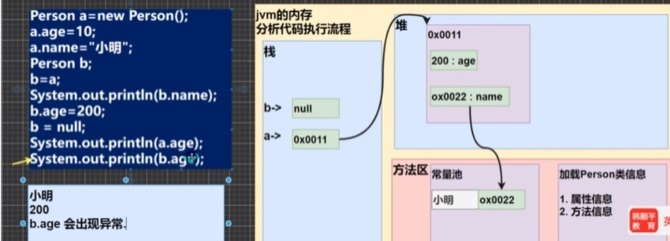 Person a=new Person();
a.age=10;
a.name="小明";
Person b;
b=a;
System.out.println(b.name);
b.age=200;
b = null;
System.out.println(a.age);
System.out.println(b.age);
小明
200
b.age 会出现异常.
jvm的内存
分析代码执行流程
栈
b-> null
a-> 0x0011
堆
0x0011
200：age
ox0022：name
方法区
常量池
小明 ox0022
加载Person类信息
1. 属性信息
2. 方法信息
韩顺平
教育